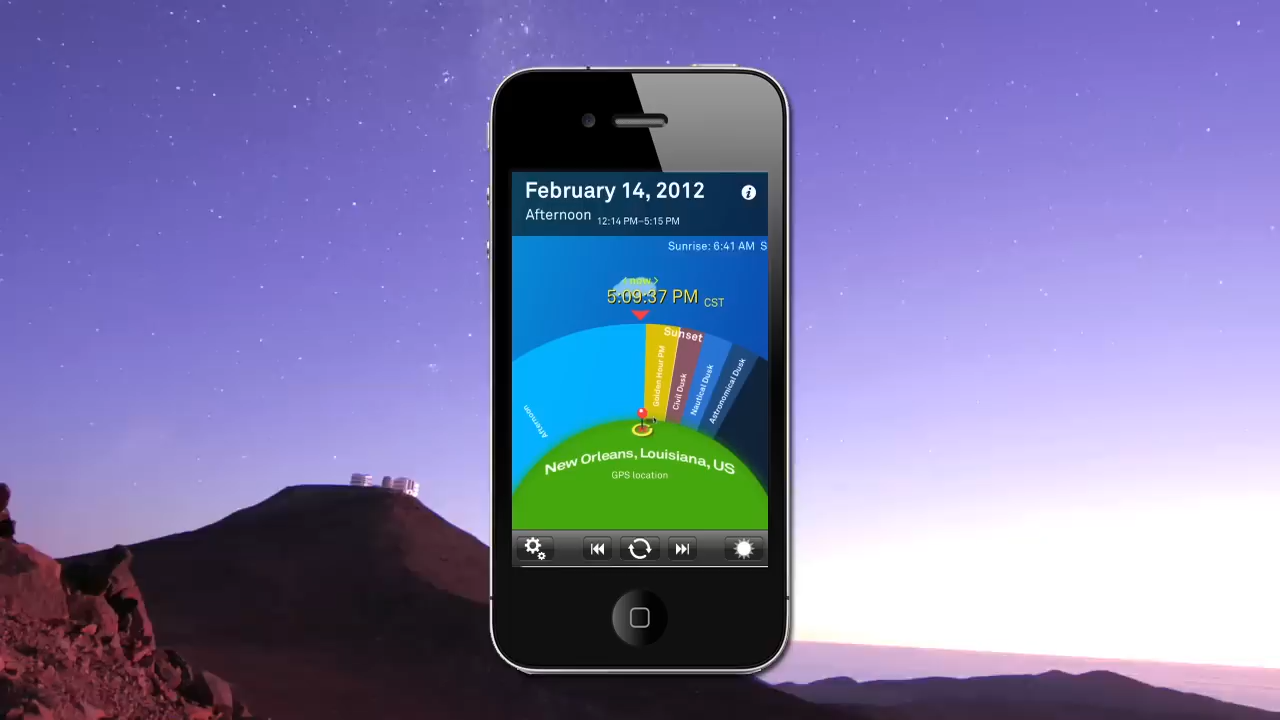 February 14, 2012
Afternoon 12:14 PM–5:15 PM
Sunrise: 6:41 AM S
< now >
5:09:37 PM CST
Sunset
Afternoon
Golden Hour PM
Civil Dusk
Nautical Dusk
Astronomical Dusk
New Orleans, Louisiana, US
GPS location